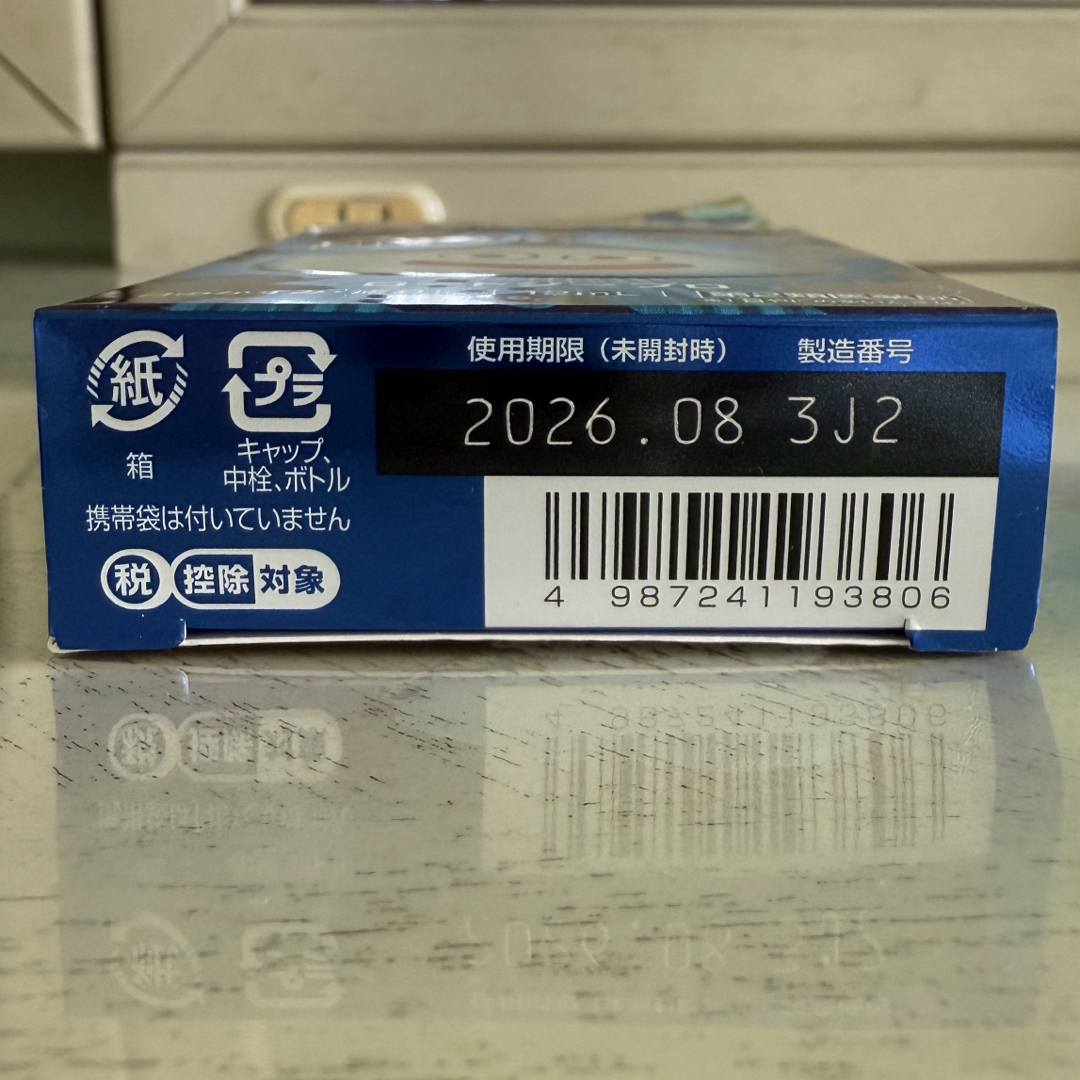 紙
箱
プラ
キャップ、
中栓、ボトル
携帯袋は付いていません
税 控除対象
使用期限（未開封時） 製造番号
2026.08 3J2
4 987241193806